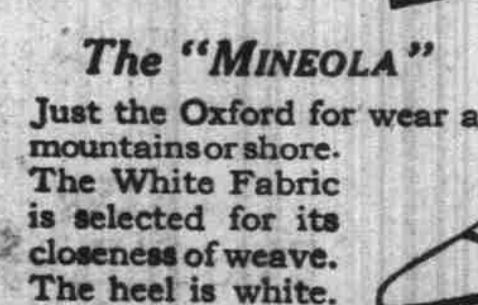 The "MINEOLA"
Just the Oxford for wear a
mountains or shore.
The White Fabric
is selected for its
closeness of weave.
The heel is white.